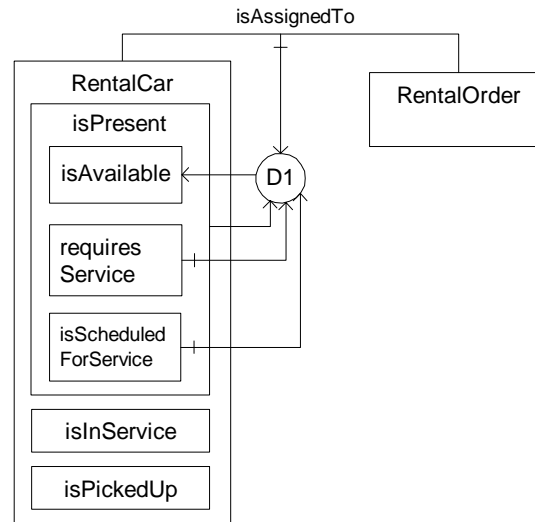 isAssignedTo
RentalCar
RentalOrder
isPresent
isAvailable
D1
requires
Service
isScheduled
ForService
isInService
isPickedUp